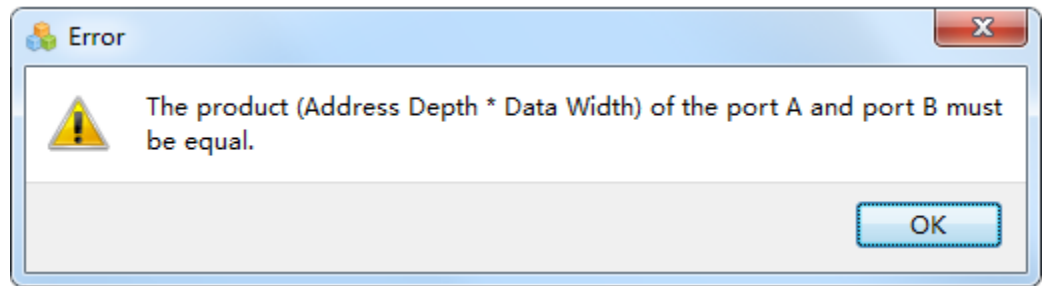 Error
The product (Address Depth * Data Width) of the port A and port B must
be equal.
OK